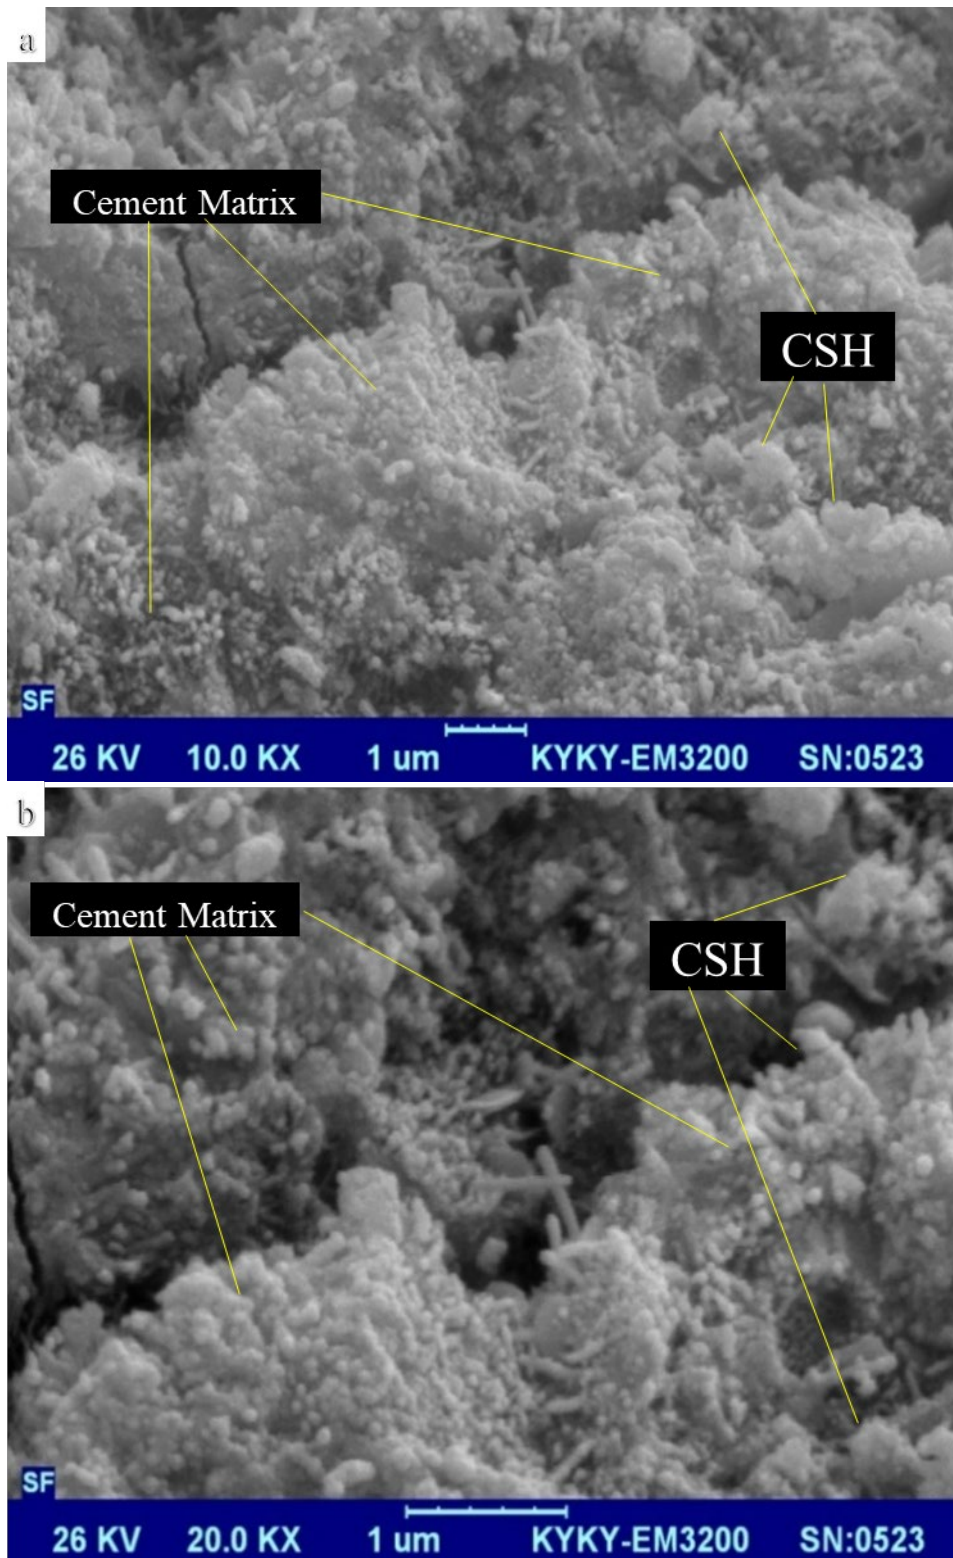 a
Cement Matrix
CSH
SF
26 KV 10.0 KX 1 um KYKY-EM3200 SN:0523
b
Cement Matrix
CSH
SF
26 KV 20.0 KX 1 um KYKY-EM3200 SN:0523